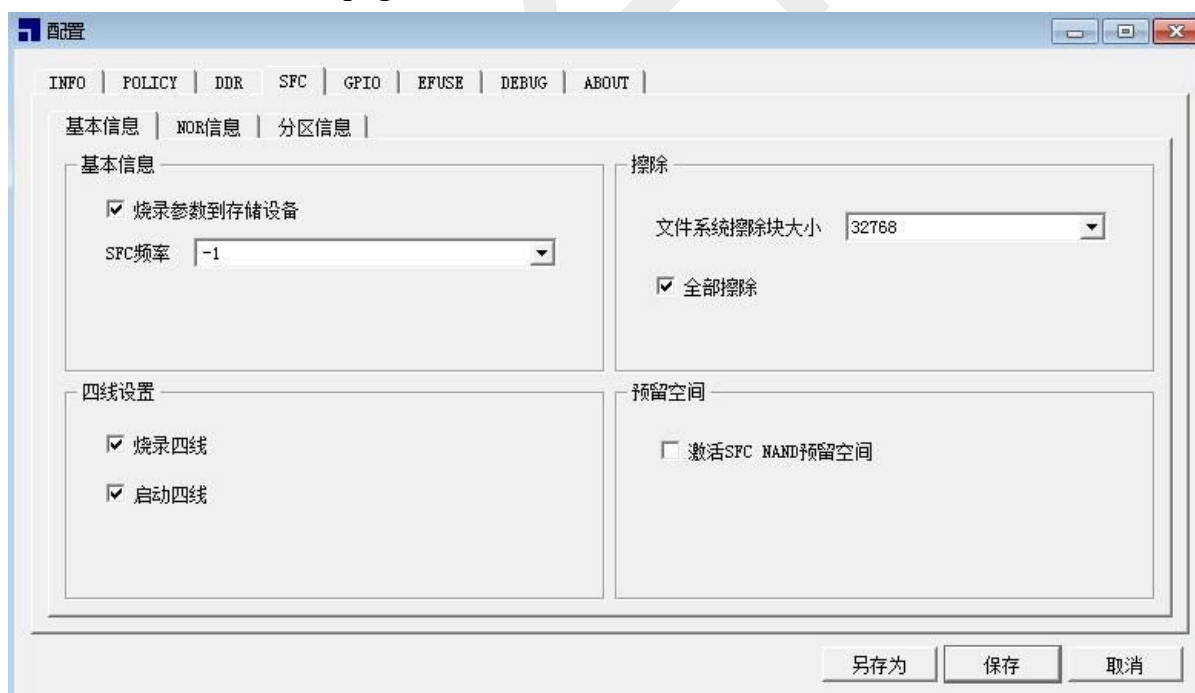 配置
INFO POLICY DDR SFC GPIO EFUSE DEBUG ABOUT
基本信息 NOR信息 分区信息
基本信息
烧录参数到存储设备
SFC频率 -1
擦除
文件系统擦除块大小 32768
全部擦除
四线设置
烧录四线
启动四线
预留空间
激活SFC NAND预留空间
另存为 保存 取消